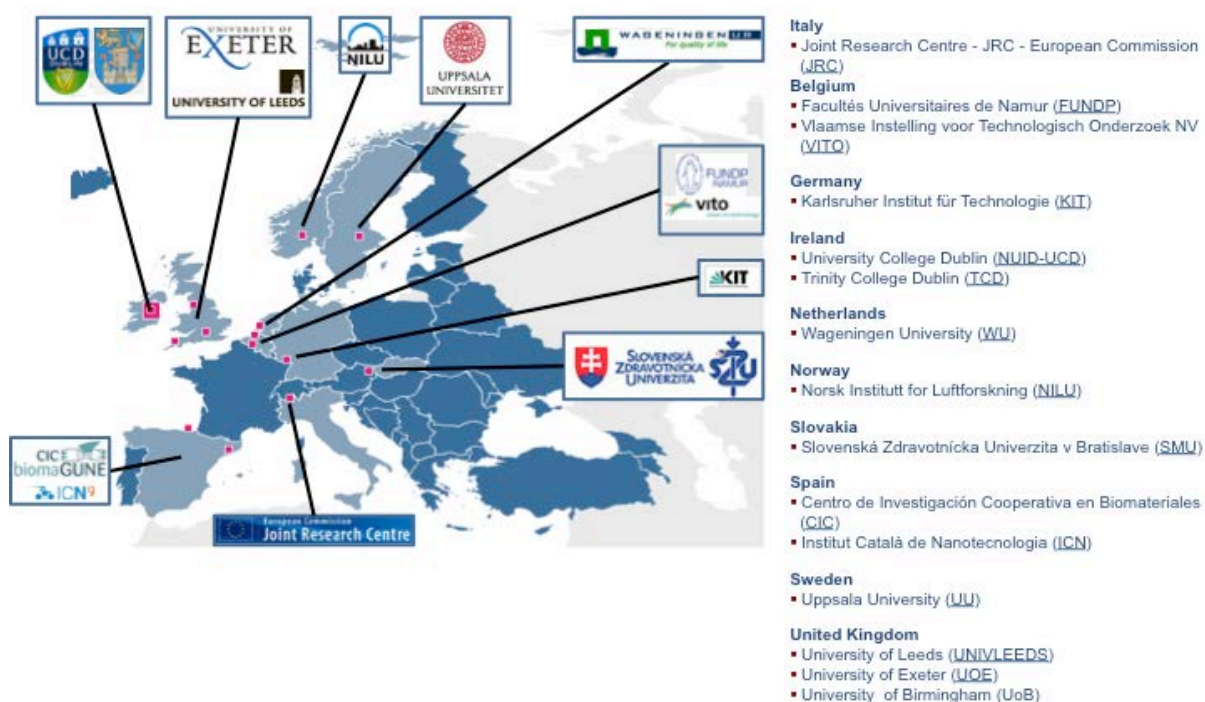 UCD
DUBLIN
UNIVERSITY OF
EXETER
UNIVERSITY OF LEEDS
NILU
UPPSALA
UNIVERSITET
WAGENINGEN UR
For quality of life
FUNDP
NAMUR
vito
KIT
SLOVENSKÁ
ZDRAVOTNÍCKA
UNIVERZITA
CIC
biomaGUNE
ICN9
European Commission
Joint Research Centre
Italy
▪ Joint Research Centre - JRC - European Commission
(JRC)
Belgium
▪ Facultés Universitaires de Namur (FUNDP)
▪ Vlaamse Instelling voor Technologisch Onderzoek NV
(VITO)
Germany
▪ Karlsruher Institut für Technologie (KIT)
Ireland
▪ University College Dublin (NUID-UCD)
▪ Trinity College Dublin (TCD)
Netherlands
▪ Wageningen University (WU)
Norway
▪ Norsk Institutt for Luftforskning (NILU)
Slovakia
▪ Slovenská Zdravotnícka Univerzita v Bratislave (SMU)
Spain
▪ Centro de Investigación Cooperativa en Biomateriales
(CIC)
▪ Institut Català de Nanotecnologia (ICN)
Sweden
▪ Uppsala University (UU)
United Kingdom
▪ University of Leeds (UNIVLEEDS)
▪ University of Exeter (UOE)
▪ University of Birmingham (UoB)